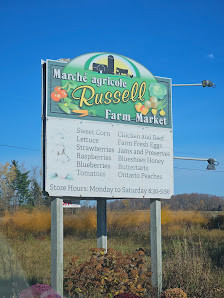 Marché agricole
Russell
Farm Market
Sweet Corn Chicken and Beef
Lettuce Farm Fresh Eggs
Strawberries Jams and Preserves
Raspberries Blueskies Honey
Blueberries Buttertarts
Tomatoes Ontario Peaches
Store Hours: Monday to Saturday 8:30-5:30